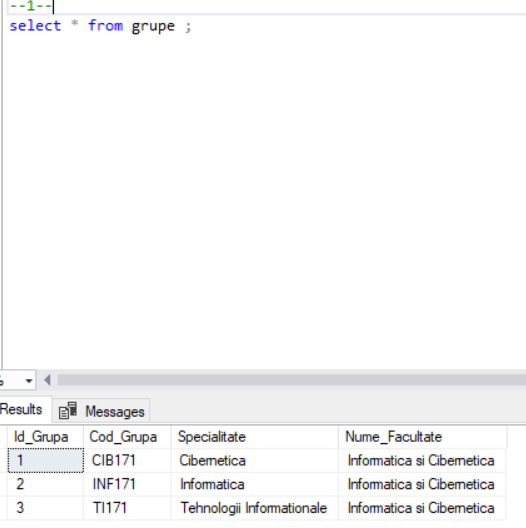 --1--
select * from grupe ;
Results Messages
Id_Grupa Cod_Grupa Specialitate Nume_Facultate
1 CIB171 Cibernetica Informatica si Cibernetica
2 INF171 Informatica Informatica si Cibernetica
3 TI171 Tehnologii Informationale Informatica si Cibernetica